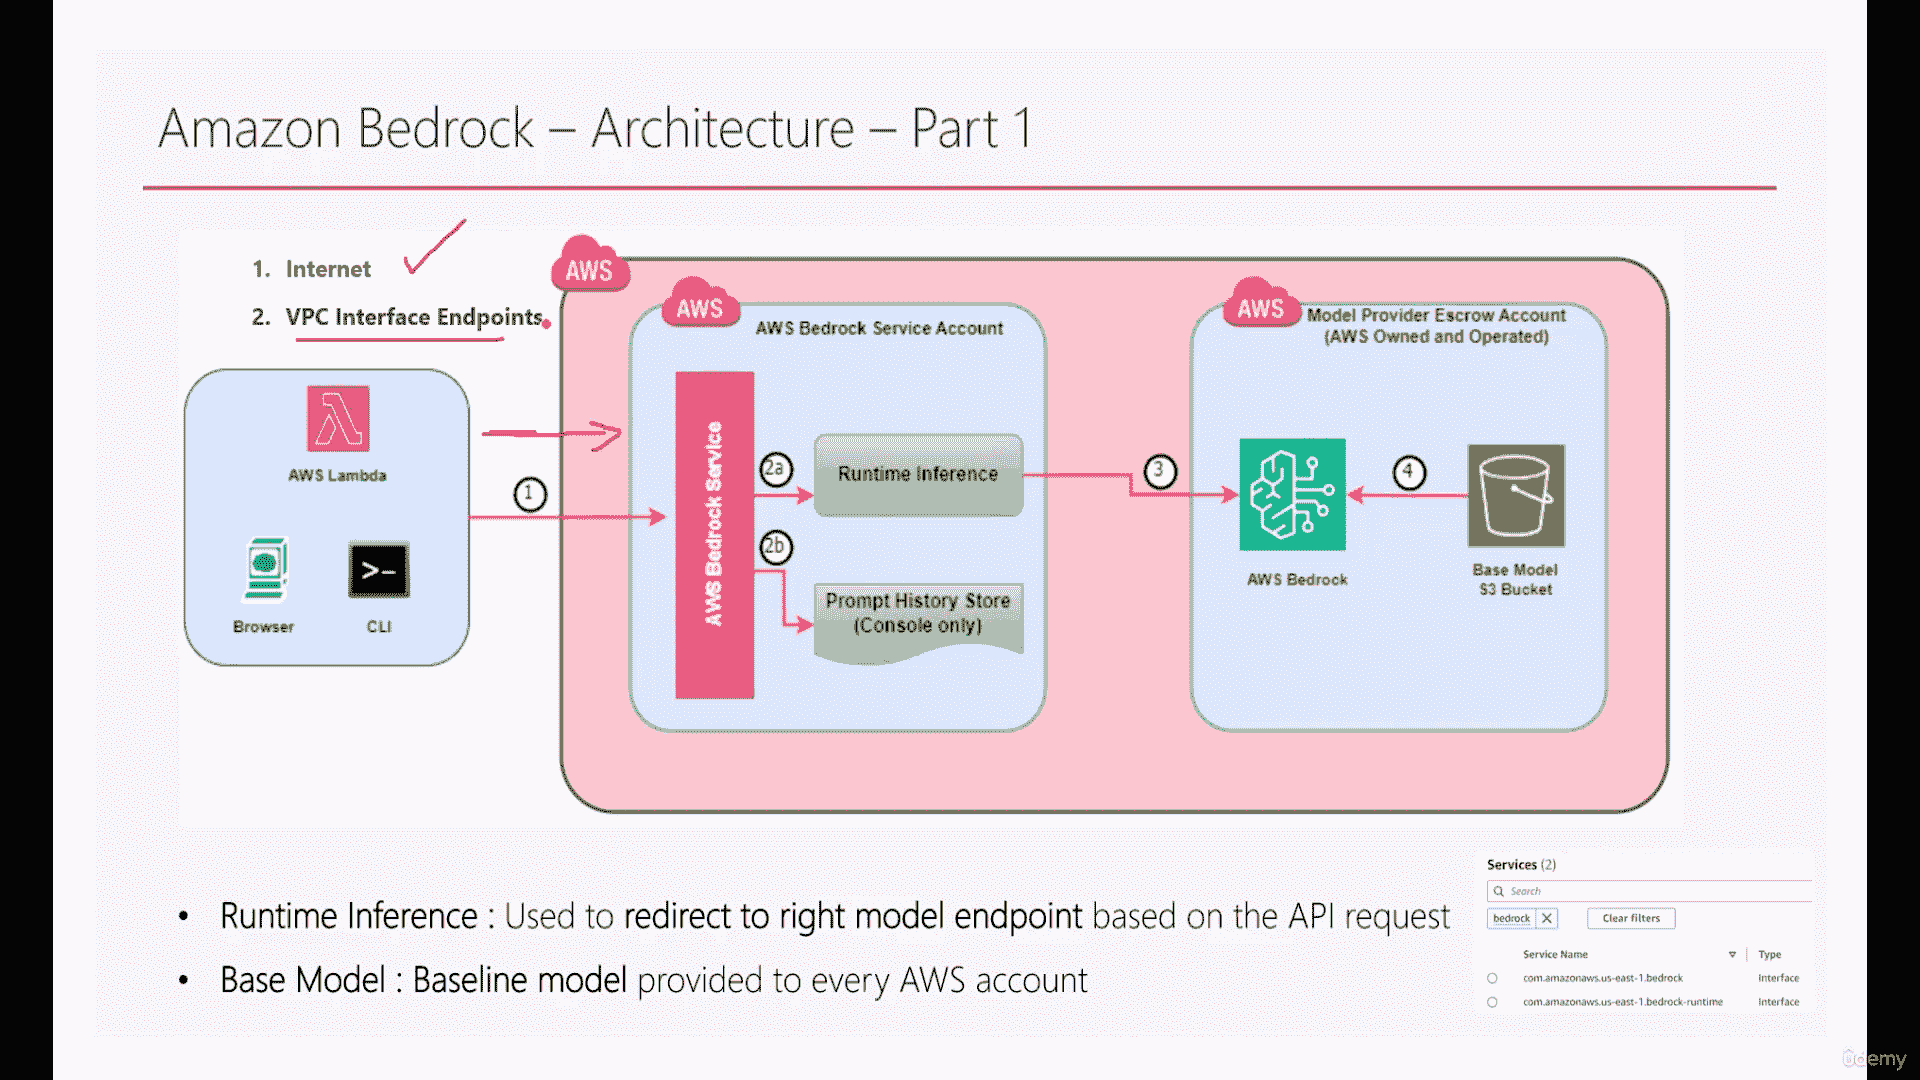 Amazon Bedrock – Architecture – Part 1
1. Internet
2. VPC Interface Endpoints
AWS
AWS
AWS Bedrock Service Account
AWS
Model Provider Escrow Account
(AWS Owned and Operated)
AWS Lambda
Browser
CLI
1
AWS Bedrock Service
2a
Runtime Inference
2b
Prompt History Store
(Console only)
3
AWS Bedrock
4
Base Model
S3 Bucket
• Runtime Inference : Used to redirect to right model endpoint based on the API request
• Base Model : Baseline model provided to every AWS account
Services (2)
Search
bedrock
Clear filters
Service Name
Type
com.amazonaws.us-east-1.bedrock
Interface
com.amazonaws.us-east-1.bedrock-runtime
Interface
udemy